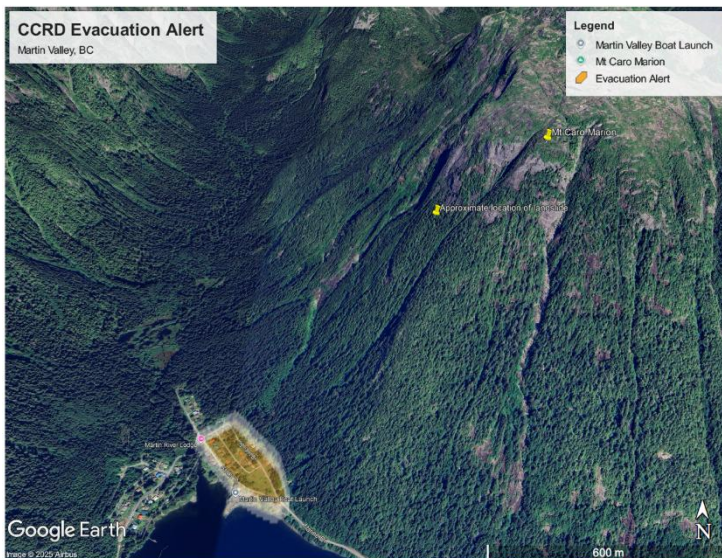 CCRD Evacuation Alert
Martin Valley, BC
Legend
Martin Valley Boat Launch
Mt Caro Marion
Evacuation Alert
Mt Caro Marion
Approximate location of landslide
Martin River Lodge
Martin Valley Boat Launch
Google Earth
Image © 2025 Airbus
600 m
N